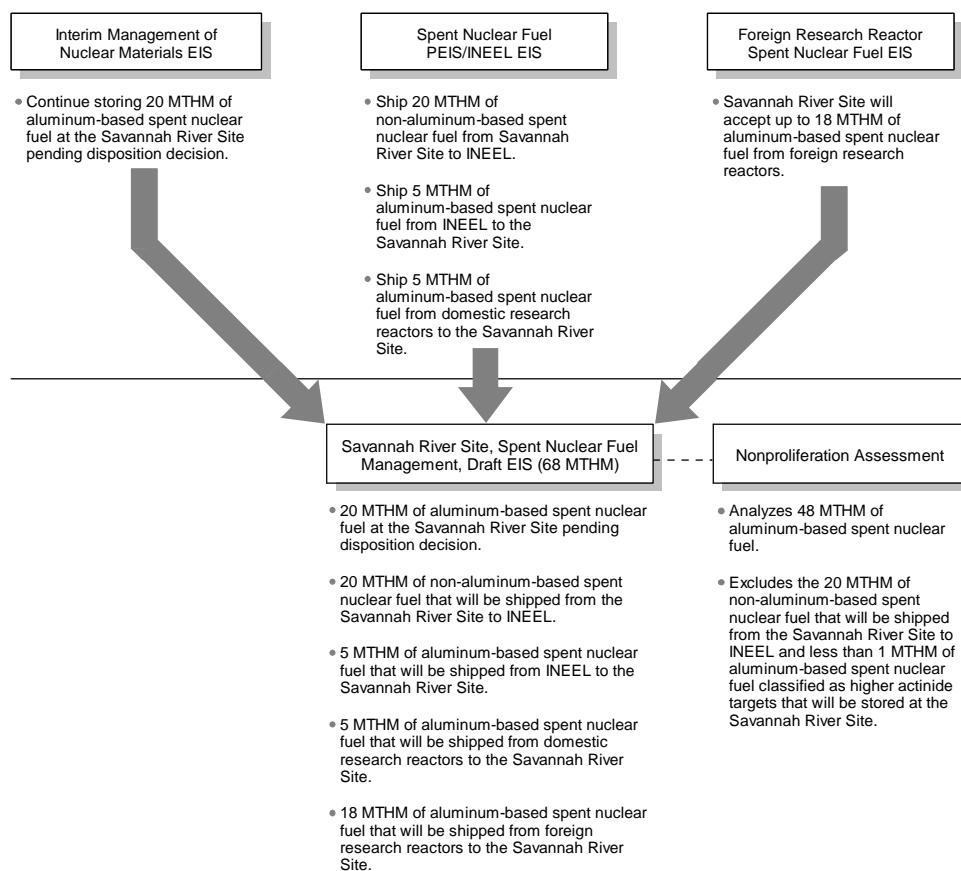 Interim Management of
Nuclear Materials EIS
• Continue storing 20 MTHM of
aluminum-based spent nuclear
fuel at the Savannah River Site
pending disposition decision.
Spent Nuclear Fuel
PEIS/INEEL EIS
• Ship 20 MTHM of
non-aluminum-based spent
nuclear fuel from Savannah
River Site to INEEL.
• Ship 5 MTHM of
aluminum-based spent nuclear
fuel from INEEL to the
Savannah River Site.
• Ship 5 MTHM of
aluminum-based spent nuclear
fuel from domestic research
reactors to the Savannah River
Site.
Foreign Research Reactor
Spent Nuclear Fuel EIS
• Savannah River Site will
accept up to 18 MTHM of
aluminum-based spent nuclear
fuel from foreign research
reactors.
Savannah River Site, Spent Nuclear Fuel
Management, Draft EIS (68 MTHM)
• 20 MTHM of aluminum-based spent nuclear
fuel at the Savannah River Site pending
disposition decision.
• 20 MTHM of non-aluminum-based spent
nuclear fuel that will be shipped from the
Savannah River Site to INEEL.
• 5 MTHM of aluminum-based spent nuclear
fuel that will be shipped from INEEL to the
Savannah River Site.
• 5 MTHM of aluminum-based spent nuclear
fuel that will be shipped from domestic
research reactors to the Savannah River
Site.
• 18 MTHM of aluminum-based spent nuclear
fuel that will be shipped from foreign
research reactors to the Savannah River
Site.
Nonproliferation Assessment
• Analyzes 48 MTHM of
aluminum-based spent nuclear
fuel.
• Excludes the 20 MTHM of
non-aluminum-based spent
nuclear fuel that will be shipped
from the Savannah River Site to
INEEL and less than 1 MTHM of
aluminum-based spent nuclear
fuel classified as higher actinide
targets that will be stored at the
Savannah River Site.